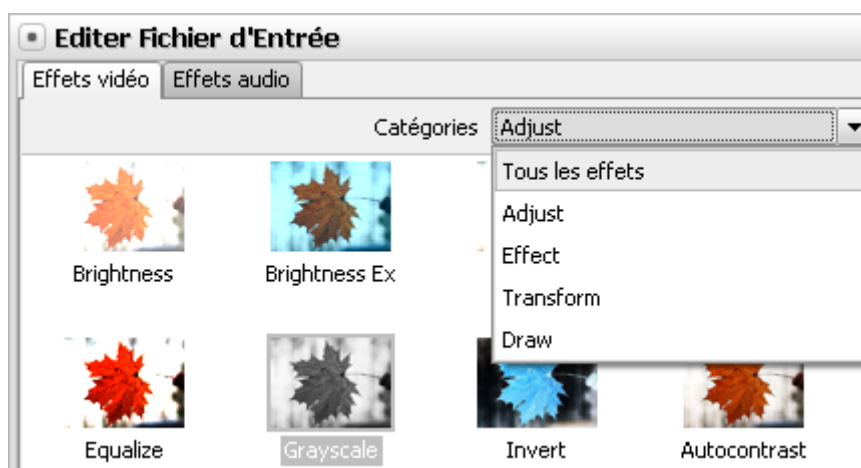 Editer Fichier d'Entrée
Effets vidéo Effets audio
Catégories Adjust
Tous les effets
Adjust
Effect
Transform
Draw
Brightness Brightness Ex
Equalize Grayscale Invert Autocontrast